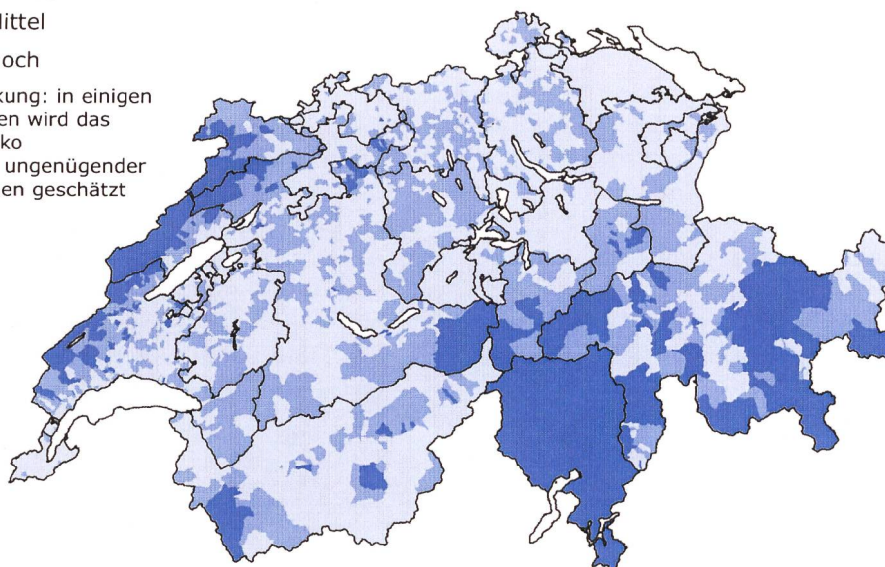 ittel
och
kung: in einigen
en wird das
ko
ungenügender
en geschätzt